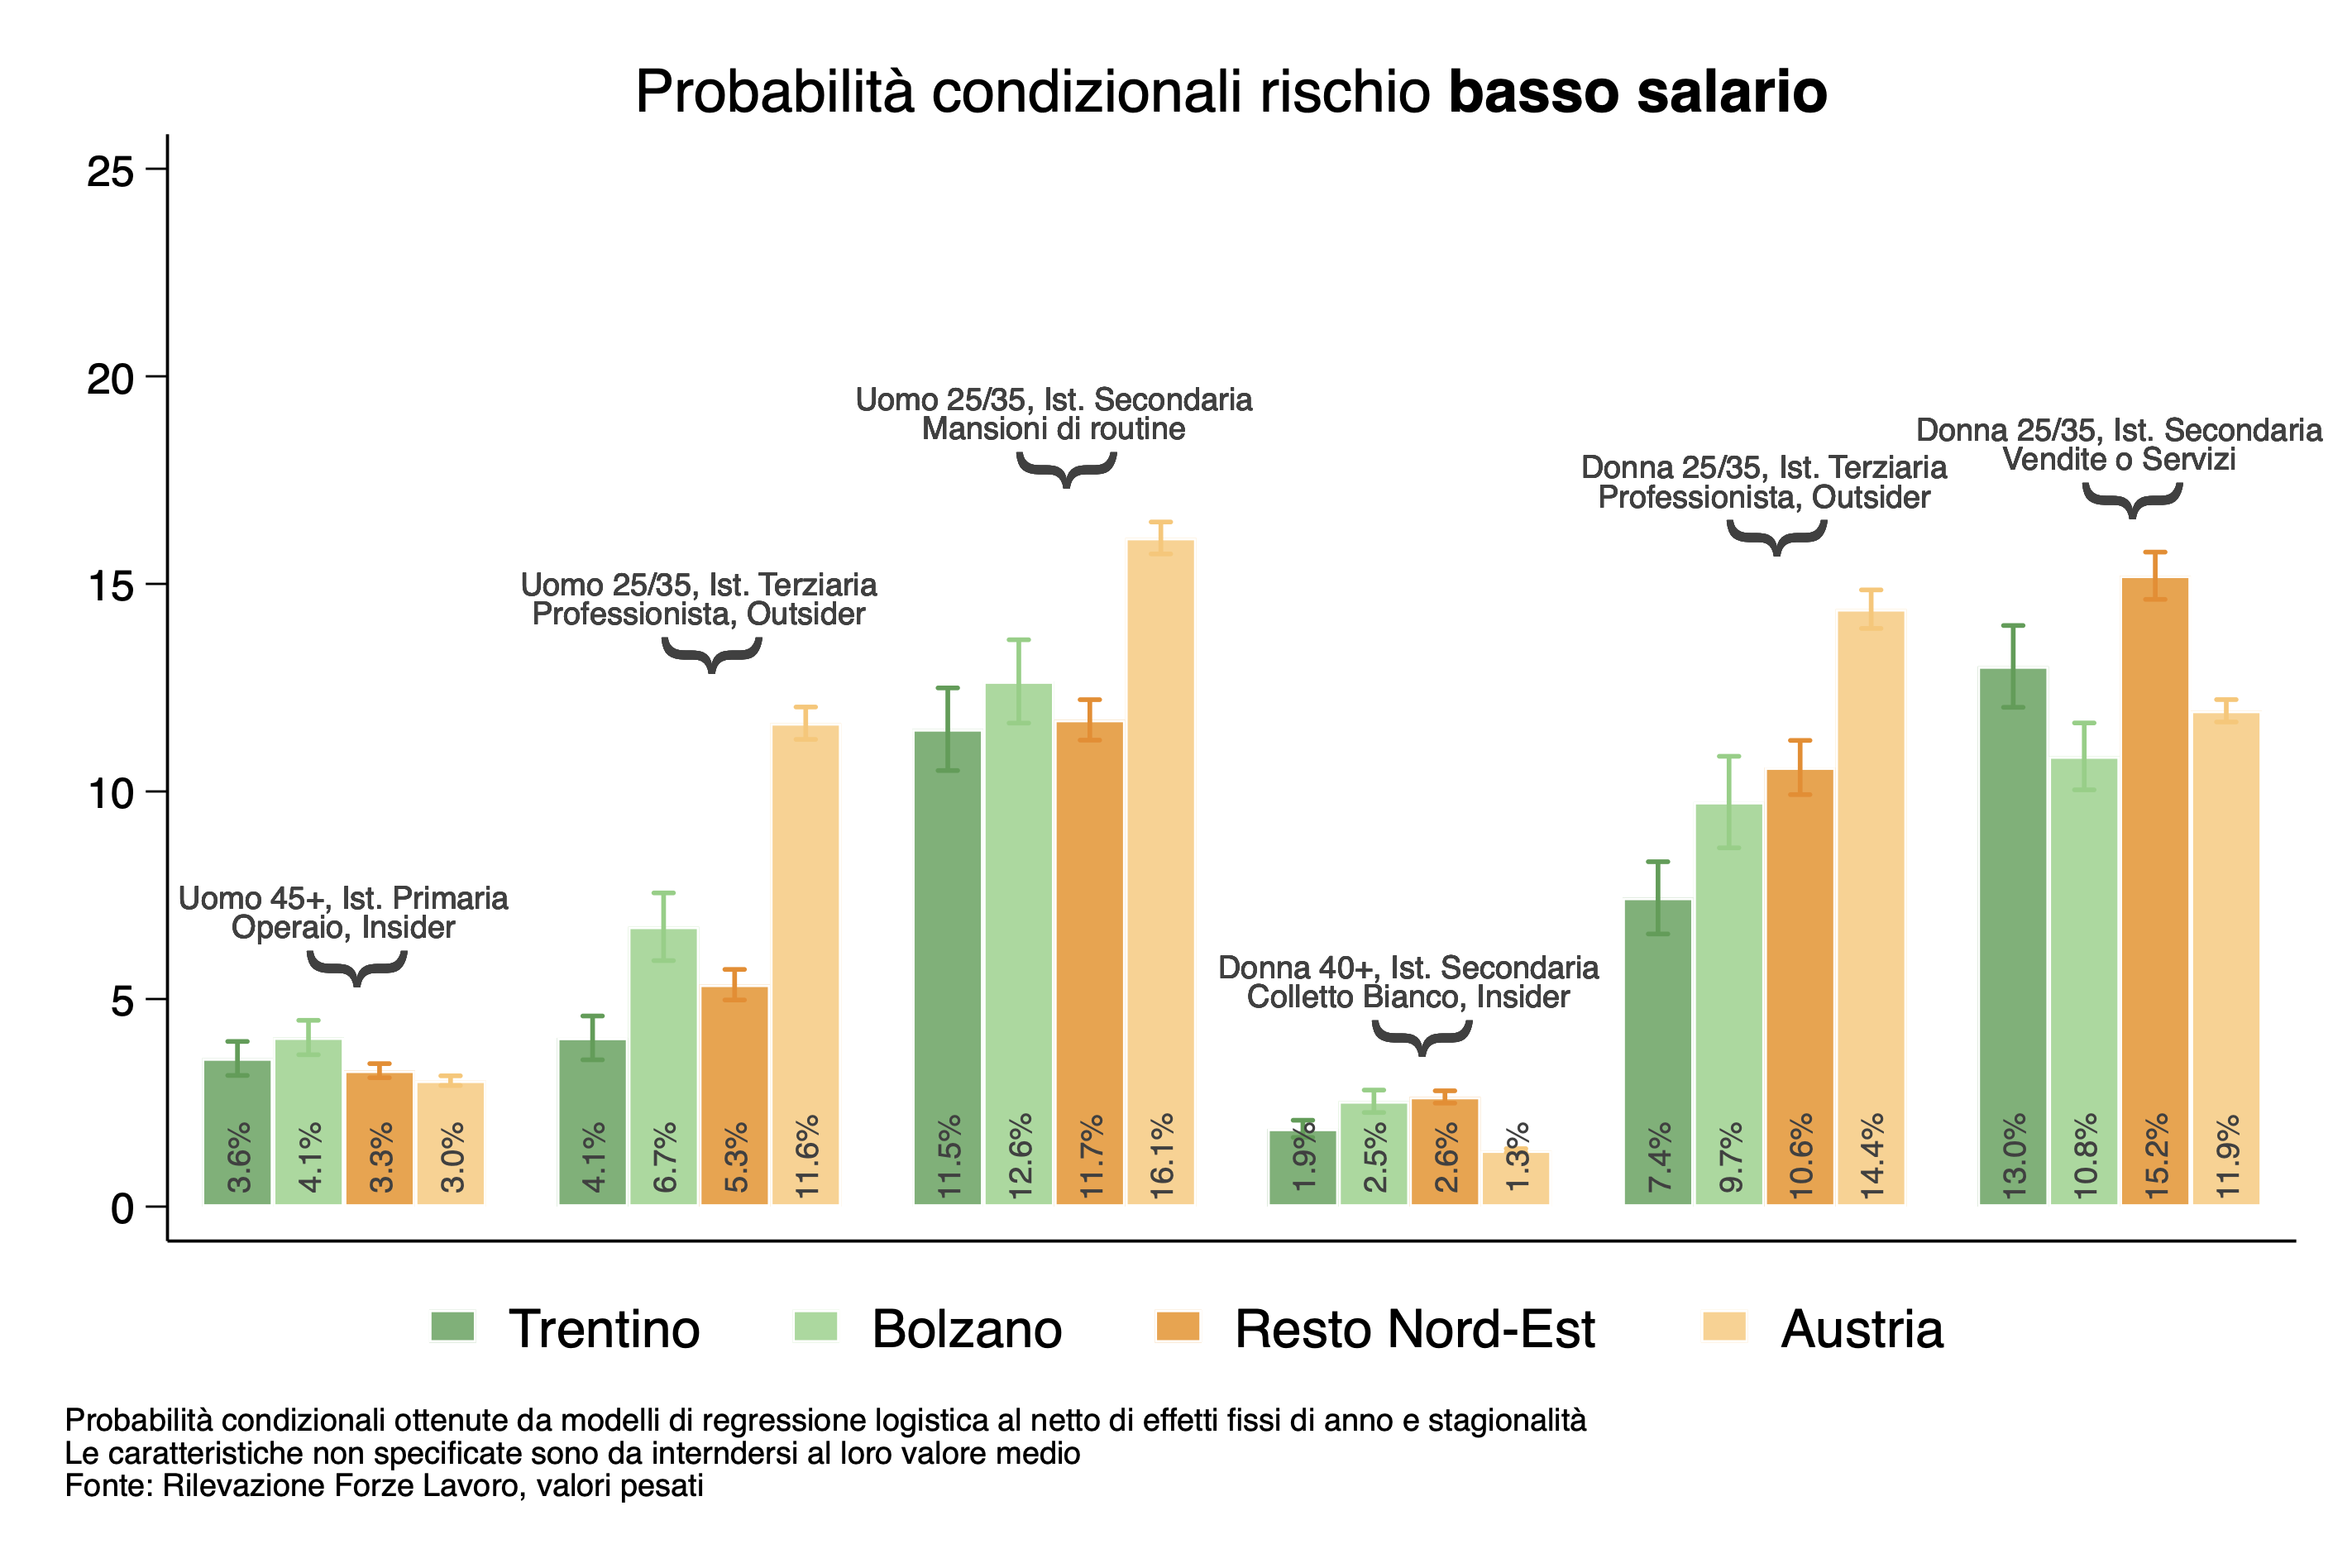 Probabilità condizionali rischio basso salario
25
20
15
10
5
0
Uomo 45+, Ist. Primaria
Operaio, Insider
Uomo 25/35, Ist. Terziaria
Professionista, Outsider
Uomo 25/35, Ist. Secondaria
Mansioni di routine
Donna 40+, Ist. Secondaria
Colletto Bianco, Insider
Donna 25/35, Ist. Terziaria
Professionista, Outsider
Donna 25/35, Ist. Secondaria
Vendite o Servizi
3.6%
4.1%
3.3%
3.0%
4.1%
6.7%
5.3%
11.6%
11.5%
12.6%
11.7%
16.1%
1.9%
2.5%
2.6%
1.3%
7.4%
9.7%
10.6%
14.4%
13.0%
10.8%
15.2%
11.9%
Trentino
Bolzano
Resto Nord-Est
Austria
Probabilità condizionali ottenute da modelli di regressione logistica al netto di effetti fissi di anno e stagionalità
Le caratteristiche non specificate sono da interndersi al loro valore medio
Fonte: Rilevazione Forze Lavoro, valori pesati